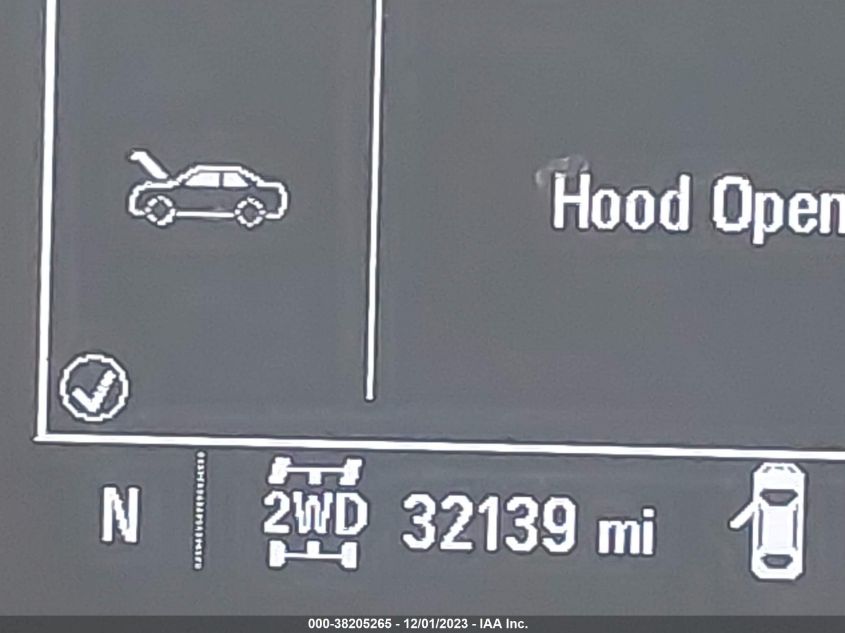 Hood Open
N
2WD
32139 mi
000-38205265 - 12/01/2023 - IAA Inc.